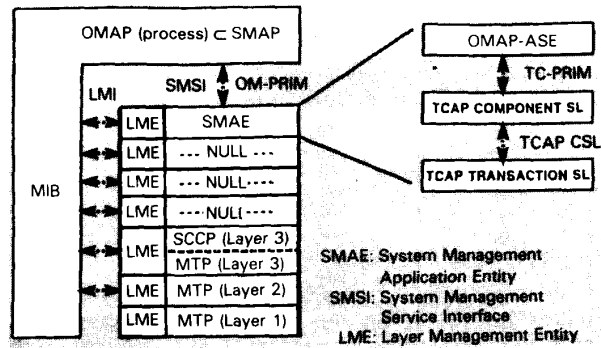 OMAP (process) ⊂ SMAP
OMAP-ASE
TC-PRIM
LMI
SMSI
OM-PRIM
TCAP COMPONENT SL
LME
SMAE
TCAP CSL
LME
--- NULL ---
TCAP TRANSACTION SL
MIB
LME
--- NULL----
LME
---NULL----
LME
SCCP (Layer 3)
MTP (Layer 3)
LME
MTP (Layer 2)
LME
MTP (Layer 1)
SMAE: System Management
Application Entity
SMSI: System Management
Service Interface
LME: Layer Management Entity